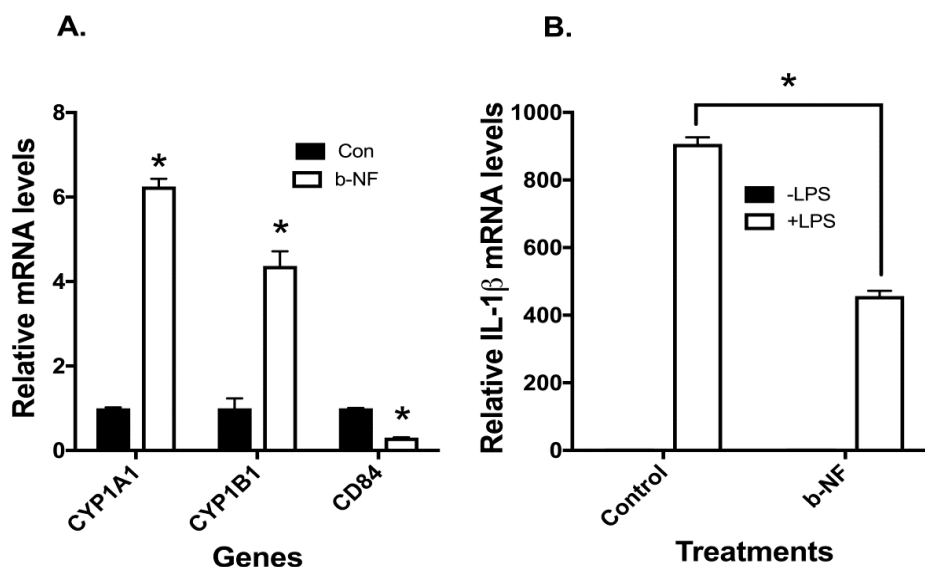 A.
Relative mRNA levels
8
6
4
2
0
*
*
*
Con
b-NF
CYP1A1
CYP1B1
CD84
Genes
B.
Relative IL-1β mRNA levels
1000
800
600
400
200
0
*
-LPS
+LPS
Control
b-NF
Treatments